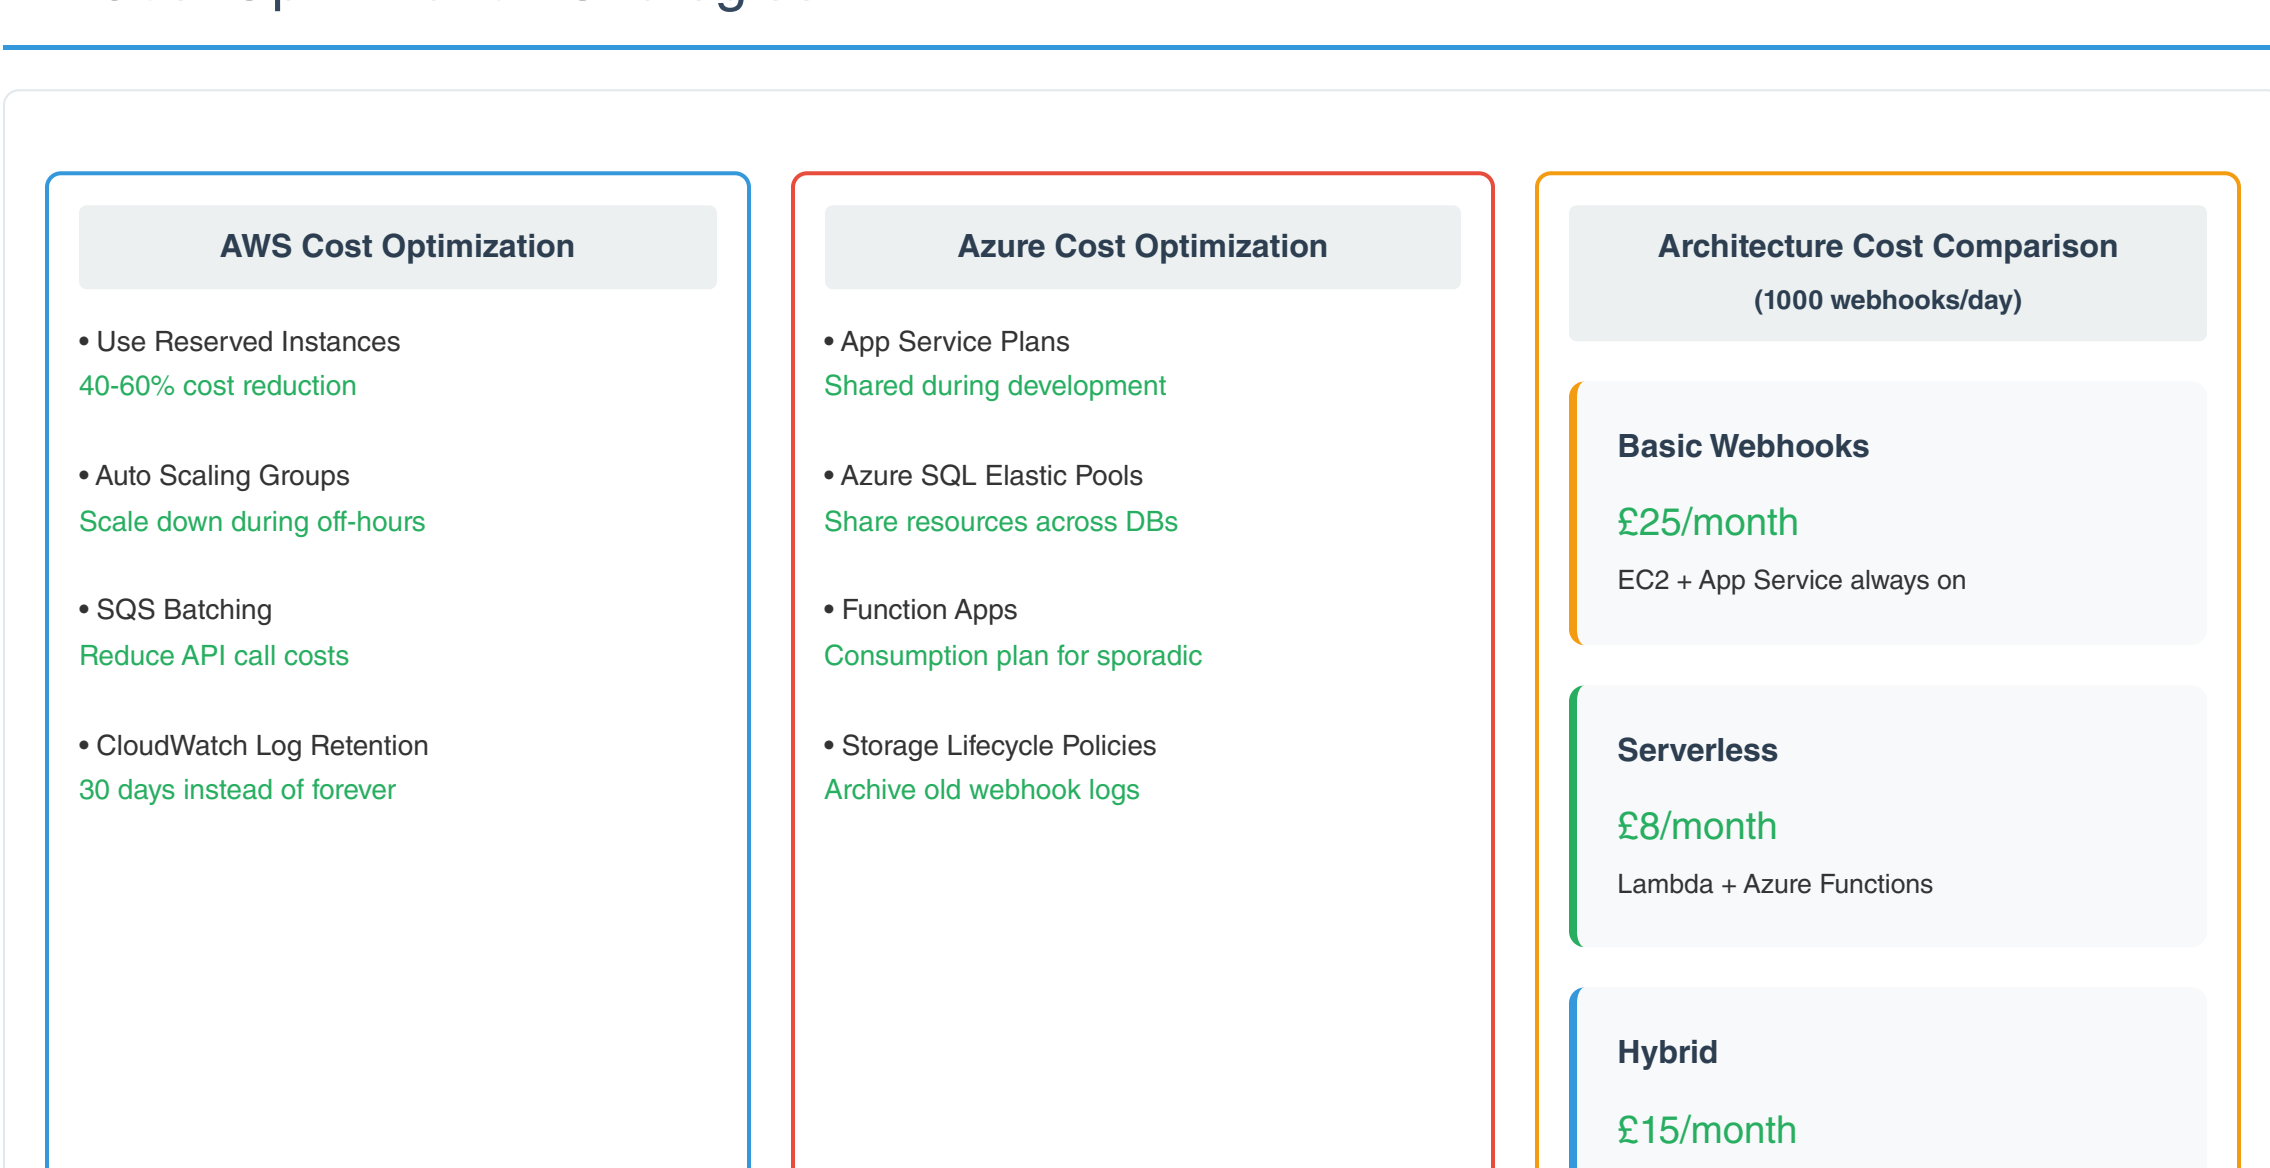 AWS Cost Optimization
• Use Reserved Instances
40-60% cost reduction
• Auto Scaling Groups
Scale down during off-hours
• SQS Batching
Reduce API call costs
• CloudWatch Log Retention
30 days instead of forever
Azure Cost Optimization
• App Service Plans
Shared during development
• Azure SQL Elastic Pools
Share resources across DBs
• Function Apps
Consumption plan for sporadic
• Storage Lifecycle Policies
Archive old webhook logs
Architecture Cost Comparison
(1000 webhooks/day)
Basic Webhooks
£25/month
EC2 + App Service always on
Serverless
£8/month
Lambda + Azure Functions
Hybrid
£15/month